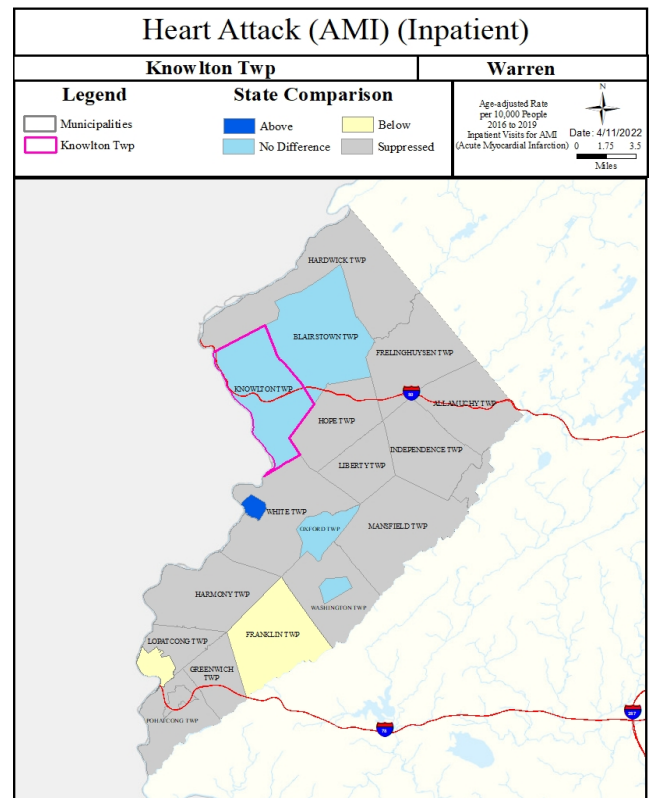 Heart Attack (AMI) (Inpatient)
Knowlton Twp
Warren
Legend
Municipalities
Knowlton Twp
State Comparison
Above
Below
No Difference
Suppressed
Age-adjusted Rate
per 10,000 People
2016 to 2019
Inpatient Visits for AMI
(Acute Myocardial Infarction)
N
Date: 4/11/2022
0 1.75 3.5
Miles
HARDWICK TWP
BLAIRSTOWN TWP
FRELINGHUYSEN TWP
KNOWLTON TWP
80
ALLAMUCHY TWP
HOPE TWP
INDEPENDENCE TWP
LIBERTY TWP
WHITE TWP
OXFORD TWP
MANSFIELD TWP
HARMONY TWP
WASHINGTON TWP
FRANKLIN TWP
LOPATCONG TWP
GREENWICH
TWP
POHATCONG TWP
78
287